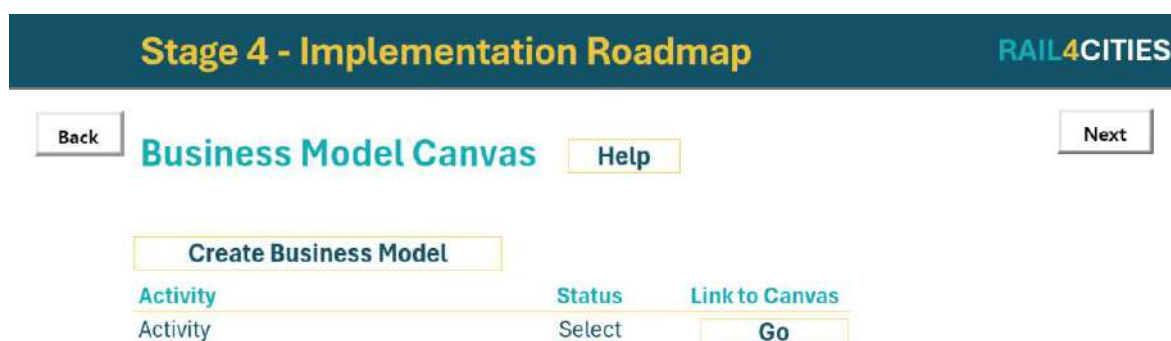 Stage 4 - Implementation Roadmap RAIL4CITIES
Back Next
Business Model Canvas Help
Create Business Model
Activity Status Link to Canvas
Activity Select Go